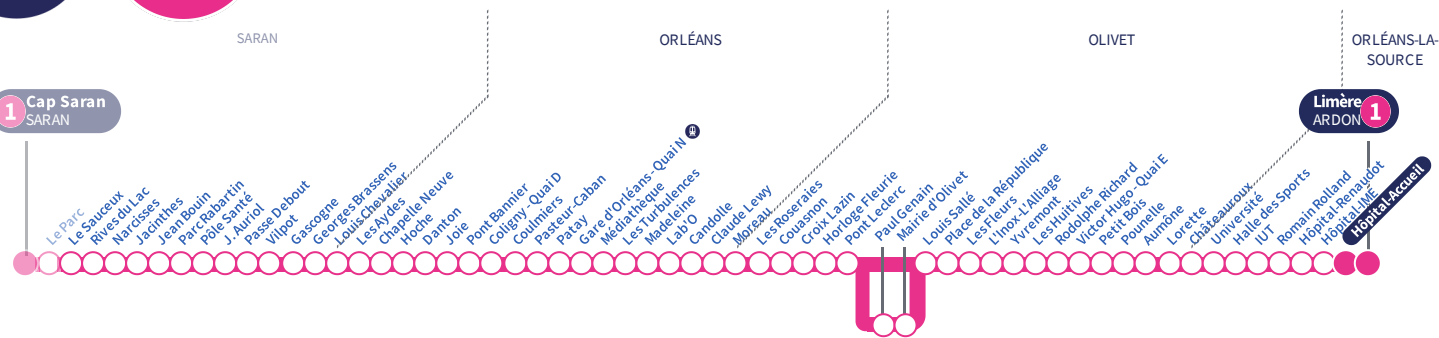 SARAN
ORLÉANS
OLIVET
ORLÉANS-LA-
SOURCE
1
Cap Saran
SARAN
Limère
ARDON
1
Le Parc
Le Sauceux
Rives du Lac
Narcisses
Jacinthes
Jean Bouin
Parc Rabartin
Pôle Santé
J. Auriol
Passe Debout
Vilpot
Gascogne
Georges Brassens
Louis Chevalier
Les Aydes
Chapelle Neuve
Hoche
Danton
Joie
Pont Bannier
Coligny - Quai D
Coulmiers
Pasteur-Caban
Patay
Gare d'Orléans - Quai N
Médiathèque
Les Turbulences
Madeleine
Lab'O
Candolle
Claude Lewy
Moreau
Les Roseraies
Couasnon
Croix Lazin
Horloge Fleurie
Pont Leclerc
Paul Genain
Mairie d'Olivet
Louis Sallé
Place de la République
Les Fleurs
L'Inox-L'Alliage
Yvremont
Les Huitives
Rodolphe Richard
Victor Hugo - Quai E
Petit Bois
Pounelle
Aumône
Lorette
Châteauroux
Université
Halle des Sports
IUT
Romain Rolland
Hôpital-Renaudot
Hôpital-IME
Hôpital-Accueil